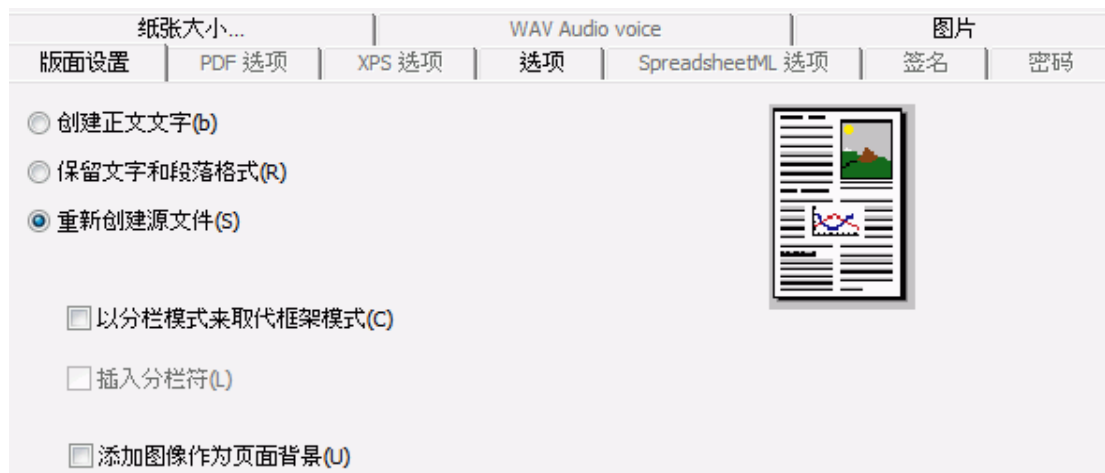 纸张大小... WAV Audio voice 图片
版面设置 PDF 选项 XPS 选项 选项 SpreadsheetML 选项 签名 密码
创建正文文字(b)
保留文字和段落格式(R)
重新创建源文件(S)
以分栏模式来取代框架模式(C)
插入分栏符(L)
添加图像作为页面背景(U)